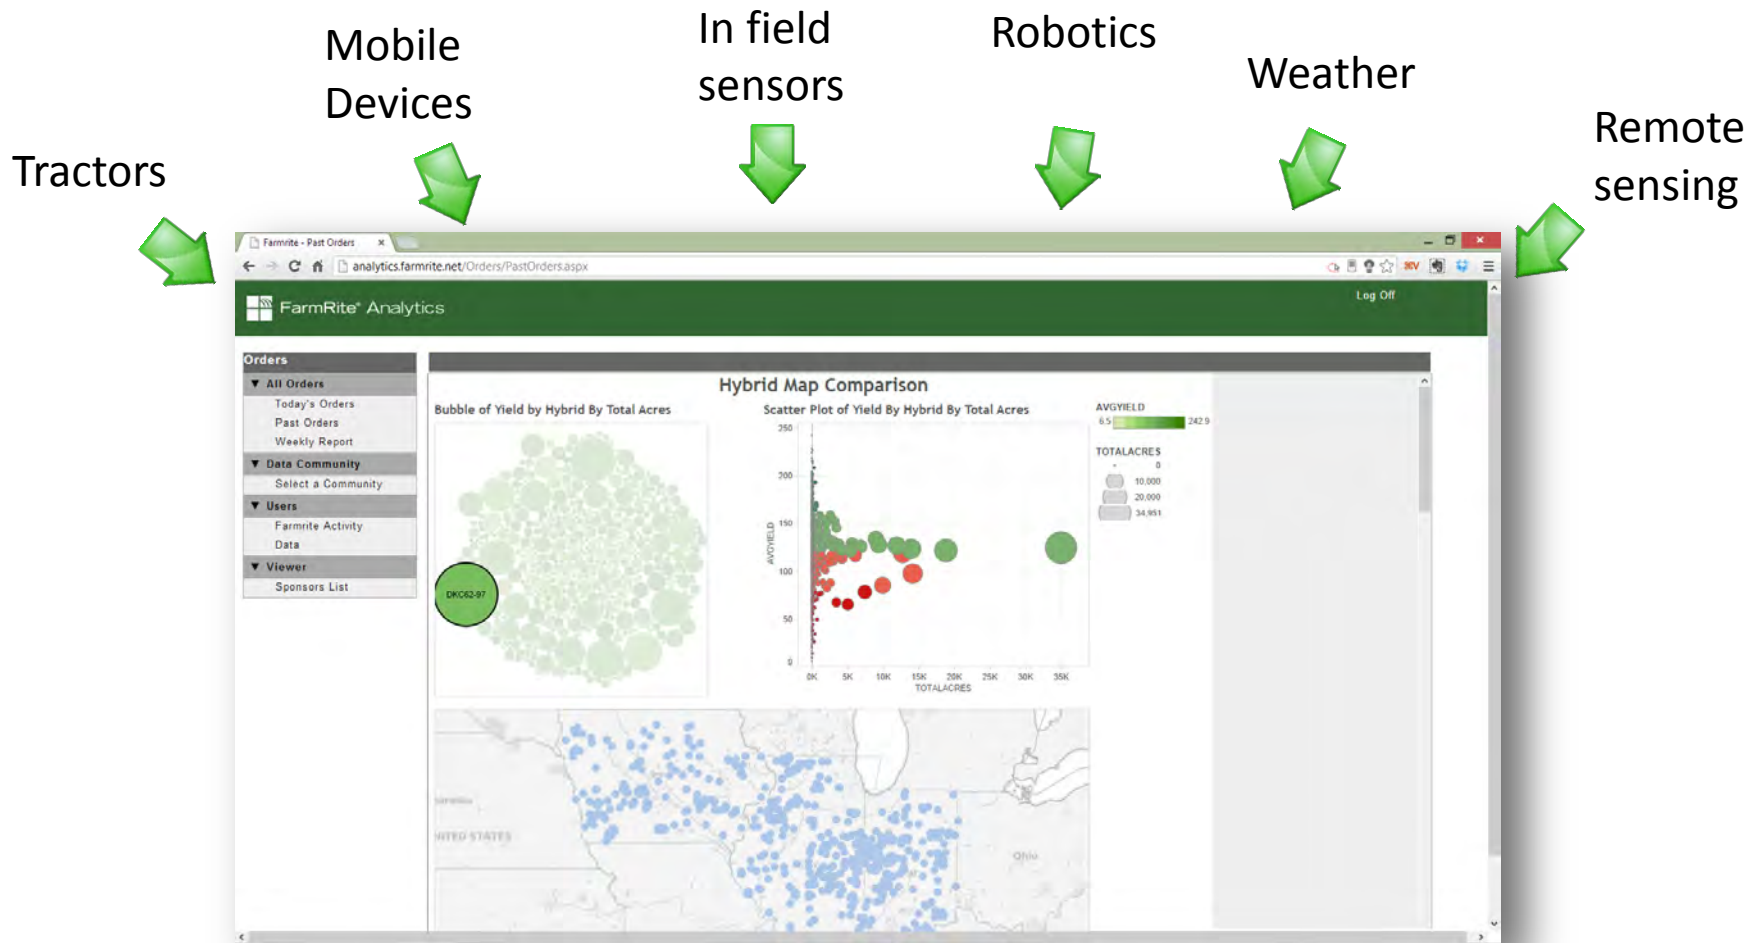 Mobile
Devices
In field
sensors
Robotics
Weather
Remote
sensing
Tractors
Farmrite - Past Orders
analytics.farmrite.net/Orders/PastOrders.aspx
FarmRite® Analytics
Log Off
Orders
All Orders
Today's Orders
Past Orders
Weekly Report
Data Community
Select a Community
Users
Farmrite Activity
Data
Viewer
Sponsors List
Hybrid Map Comparison
Bubble of Yield by Hybrid By Total Acres
DKC62-97
Scatter Plot of Yield By Hybrid By Total Acres
250
200
150
100
50
0
AVGYIELD
0K 5K 10K 15K 20K 25K 30K 35K
TOTALACRES
AVGYIELD
6.5 242.9
TOTALACRES
0
10,000
20,000
34,951
STATES
Ohio